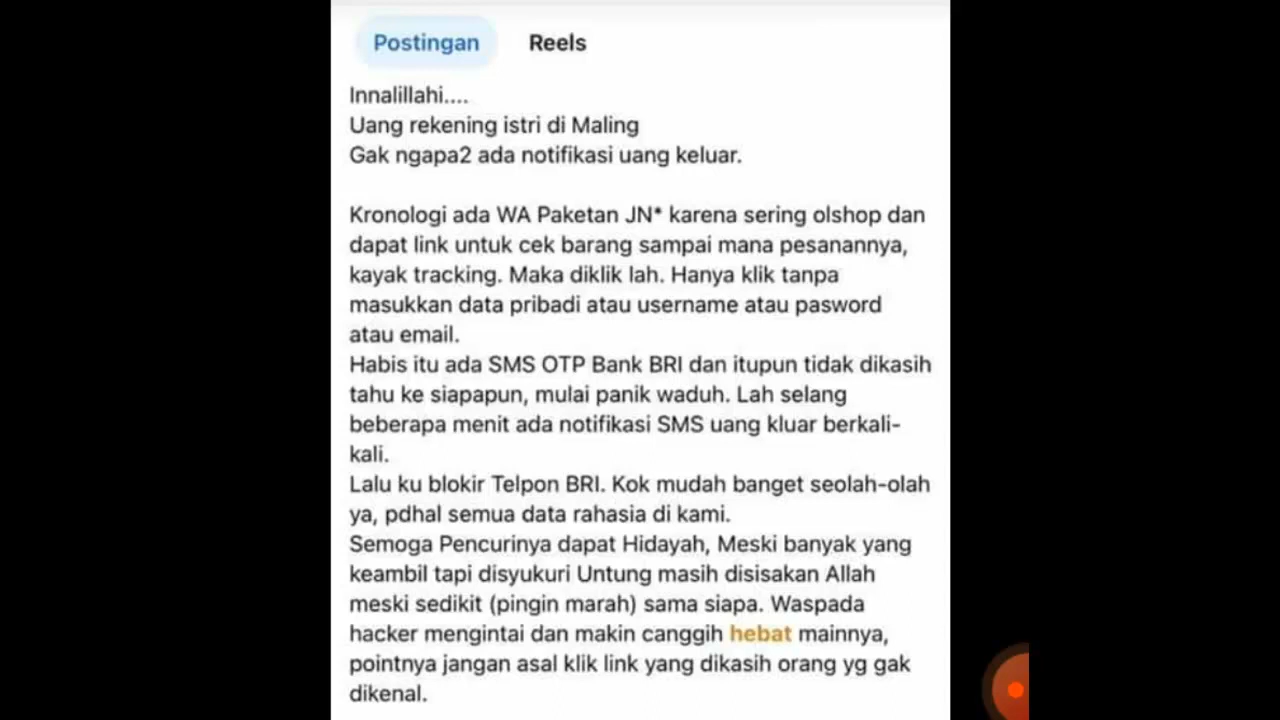 Postingan Reels
Innalillahi....
Uang rekening istri di Maling
Gak ngapa2 ada notifikasi uang keluar.
Kronologi ada WA Paketan JN* karena sering olshop dan
dapat link untuk cek barang sampai mana pesanannya,
kayak tracking. Maka diklik lah. Hanya klik tanpa
masukkan data pribadi atau username atau pasword
atau email.
Habis itu ada SMS OTP Bank BRI dan itupun tidak dikasih
tahu ke siapapun, mulai panik waduh. Lah selang
beberapa menit ada notifikasi SMS uang kluar berkali-
kali.
Lalu ku blokir Telpon BRI. Kok mudah banget seolah-olah
ya, pdhal semua data rahasia di kami.
Semoga Pencurinya dapat Hidayah, Meski banyak yang
keambil tapi disyukuri Untung masih disisakan Allah
meski sedikit (pingin marah) sama siapa. Waspada
hacker mengintai dan makin canggih hebat mainnya,
pointnya jangan asal klik link yang dikasih orang yg gak
dikenal.